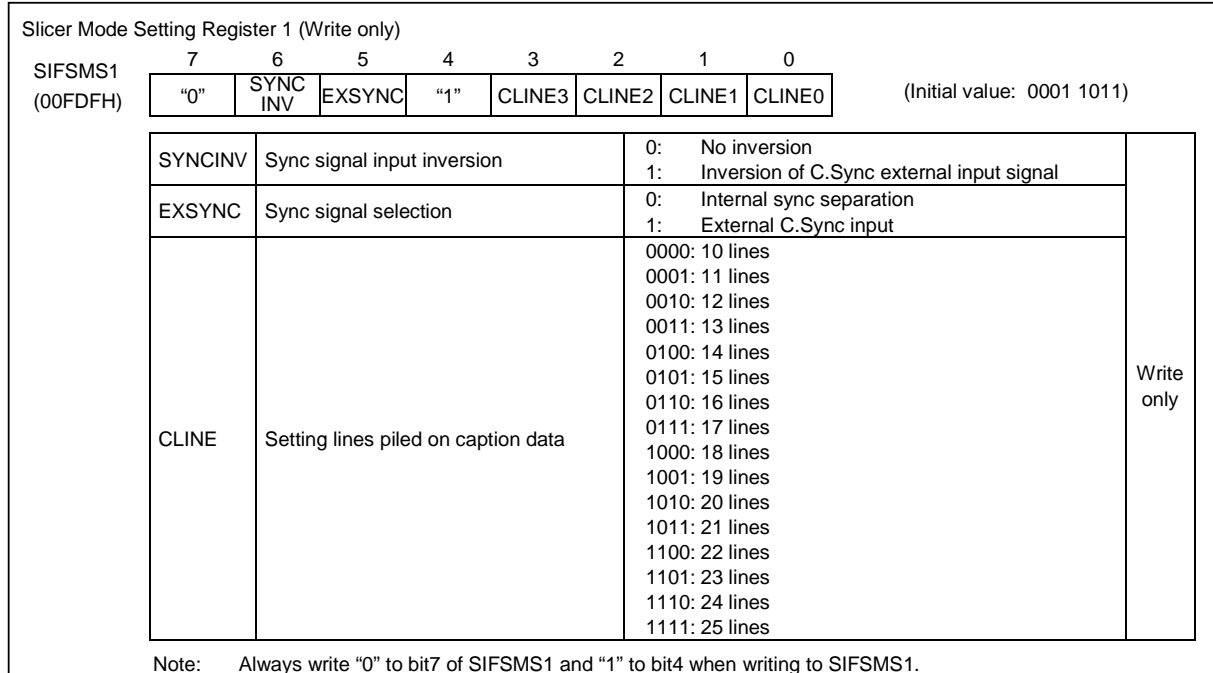 Slicer Mode Setting Register 1 (Write only)
7 6 5 4 3 2 1 0
SIFSMS1
(00FDFH)
“0” SYNC INV EXSYNC “1” CLINE3 CLINE2 CLINE1 CLINE0 (Initial value: 0001 1011)
SYNCINV Sync signal input inversion 0: No inversion
1: Inversion of C.Sync external input signal
EXSYNC Sync signal selection 0: Internal sync separation
1: External C.Sync input
CLINE Setting lines piled on caption data
0000: 10 lines
0001: 11 lines
0010: 12 lines
0011: 13 lines
0100: 14 lines
0101: 15 lines
0110: 16 lines
0111: 17 lines
1000: 18 lines
1001: 19 lines
1010: 20 lines
1011: 21 lines
1100: 22 lines
1101: 23 lines
1110: 24 lines
1111: 25 lines
Write
only
Note: Always write “0” to bit7 of SIFSMS1 and “1” to bit4 when writing to SIFSMS1.